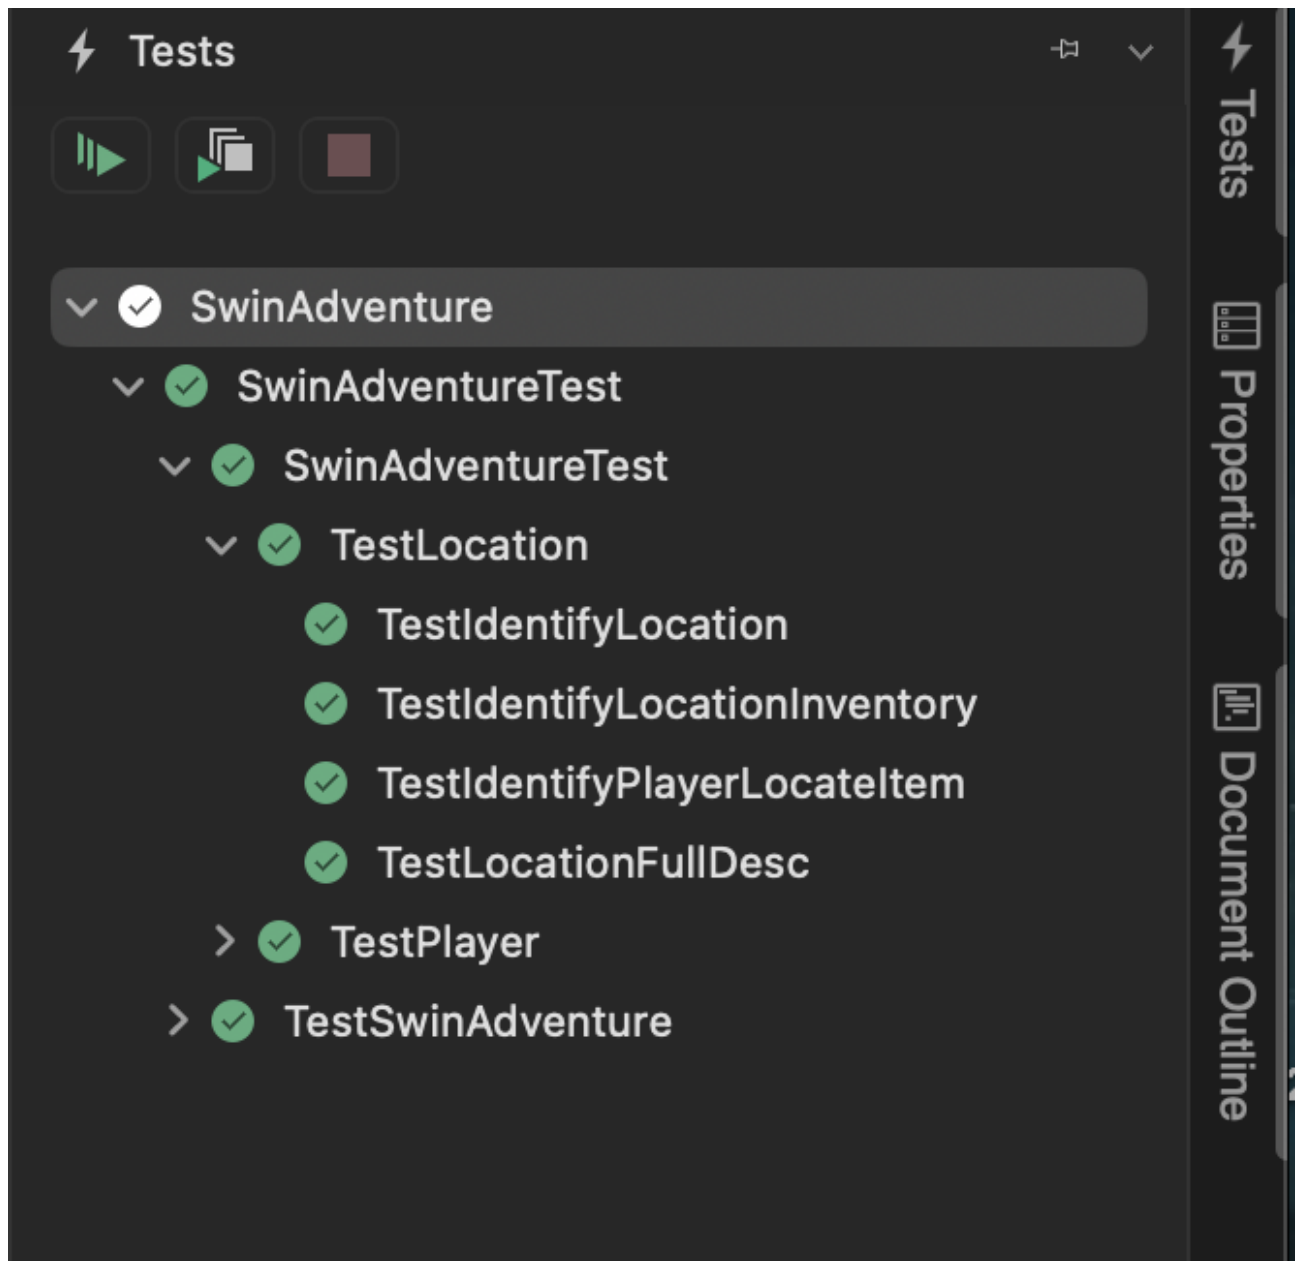 Tests
SwinAdventure
SwinAdventureTest
SwinAdventureTest
TestLocation
TestIdentifyLocation
TestIdentifyLocationInventory
TestIdentifyPlayerLocateItem
TestLocationFullDesc
TestPlayer
TestSwinAdventure
Tests
Properties
Document Outline